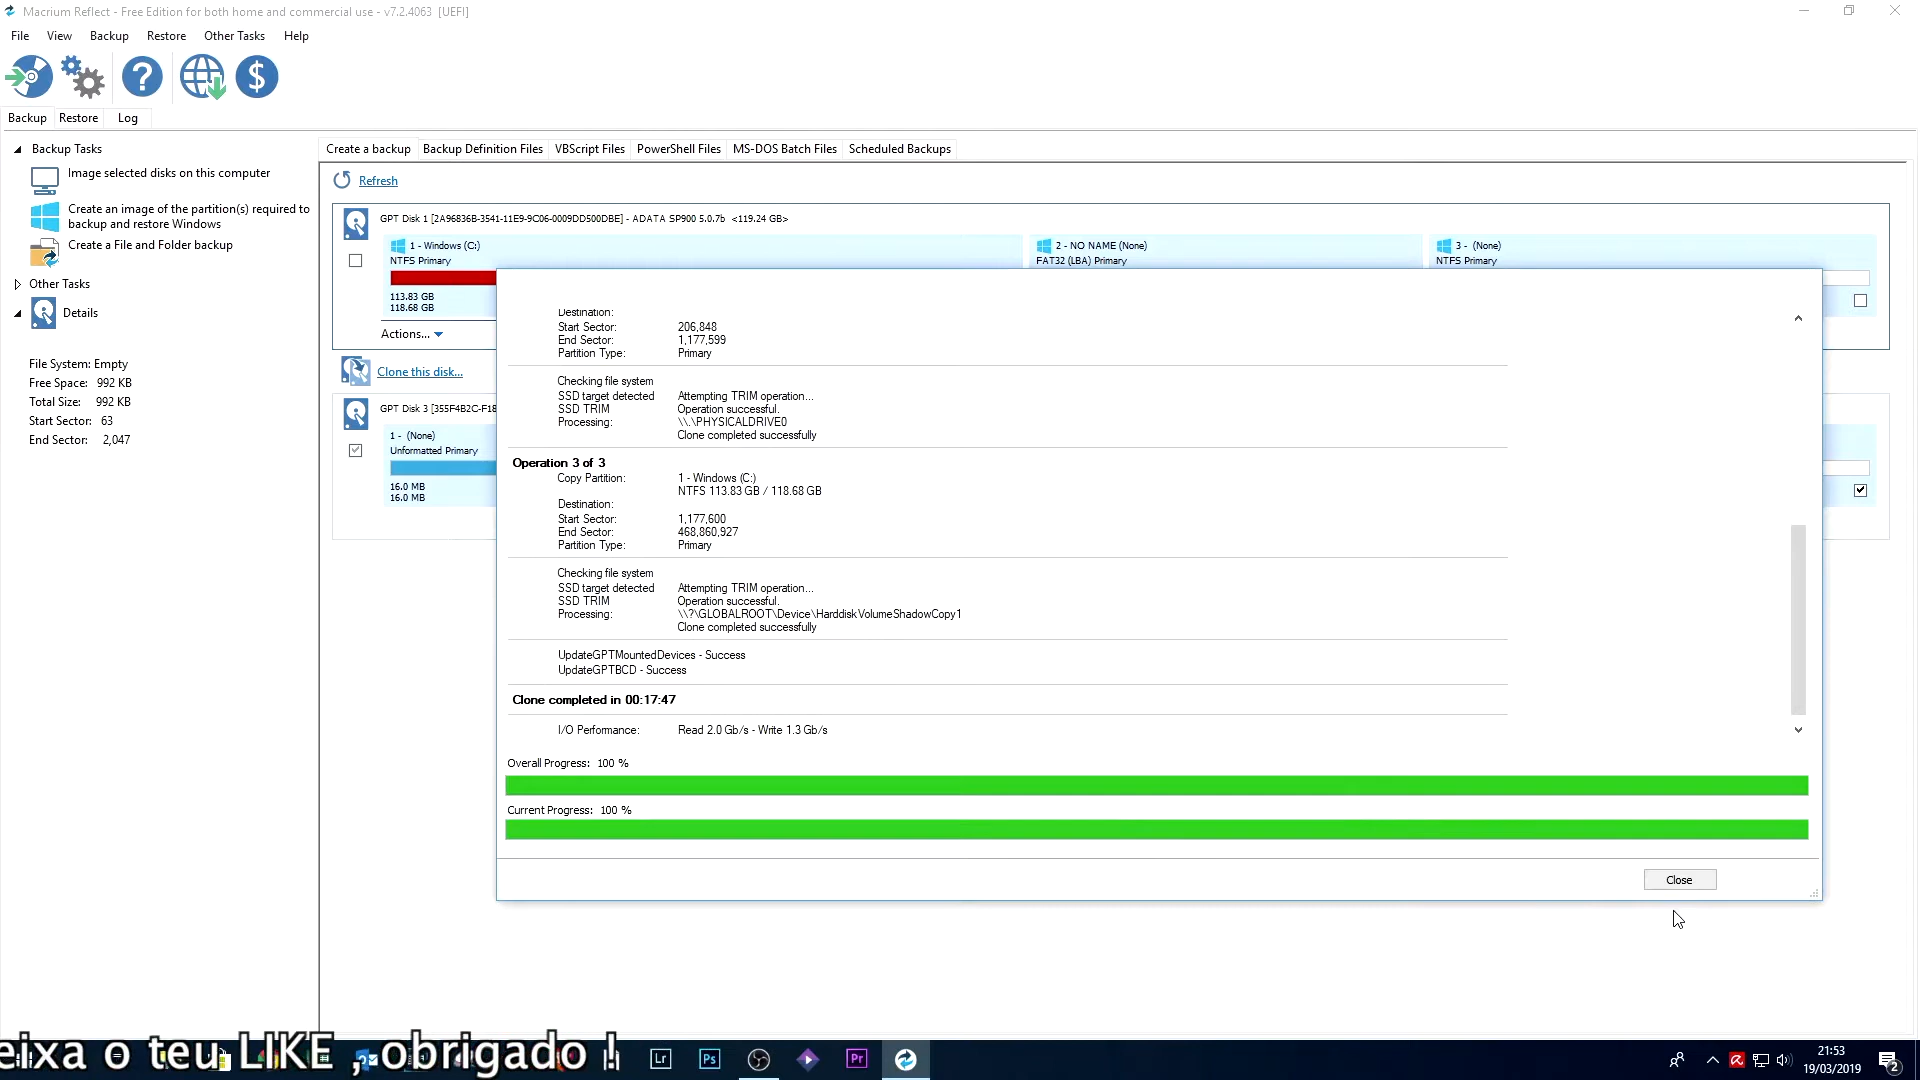 Macrium Reflect - Free Edition for both home and commercial use - v7.2.4063 [UEFI]
File View Backup Restore Other Tasks Help
Backup Restore Log
Backup Tasks
Image selected disks on this computer
Create an image of the partition(s) required to
backup and restore Windows
Create a File and Folder backup
Other Tasks
Details
File System: Empty
Free Space: 992 KB
Total Size: 992 KB
Start Sector: 63
End Sector: 2,047
Create a backup Backup Definition Files VBScript Files PowerShell Files MS-DOS Batch Files Scheduled Backups
Refresh
GPT Disk 1 [2A96836B-3541-11E9-9C06-0009DD500DBE] - ADATA SP900 5.0.7b <119.24 GB>
1 - Windows (C:)
NTFS Primary
113.83 GB
118.68 GB
2 - NO NAME (None)
FAT32 (LBA) Primary
3 - (None)
NTFS Primary
Actions...
Clone this disk...
GPT Disk 3 [355F4B2C-F18
1 - (None)
Unformatted Primary
16.0 MB
16.0 MB
Destination:
Start Sector: 206,848
End Sector: 1,177,599
Partition Type: Primary
Checking file system
SSD target detected Attempting TRIM operation...
SSD TRIM Operation successful.
Processing: \\.\PHYSICALDRIVE0
Clone completed successfully
Operation 3 of 3
Copy Partition: 1 - Windows (C:)
NTFS 113.83 GB / 118.68 GB
Destination:
Start Sector: 1,177,600
End Sector: 468,860,927
Partition Type: Primary
Checking file system
SSD target detected Attempting TRIM operation...
SSD TRIM Operation successful.
Processing: \\?\GLOBALROOT\Device\HarddiskVolumeShadowCopy1
Clone completed successfully
UpdateGPTMountedDevices - Success
UpdateGPTBCD - Success
Clone completed in 00:17:47
I/O Performance: Read 2.0 Gb/s - Write 1.3 Gb/s
Overall Progress: 100 %
Current Progress: 100 %
Close
eixa o teu LIKE , obrigado !
Lr Ps Pr
21:53
19/03/2019
2